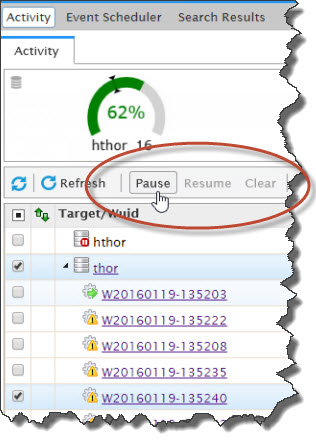 Activity Event Scheduler Search Results
Activity
62%
hthor 16
Refresh Pause Resume Clear
Target/Wuid
hthor
thor
W20160119-135203
W20160119-135222
W20160119-135208
W20160119-135235
W20160119-135240